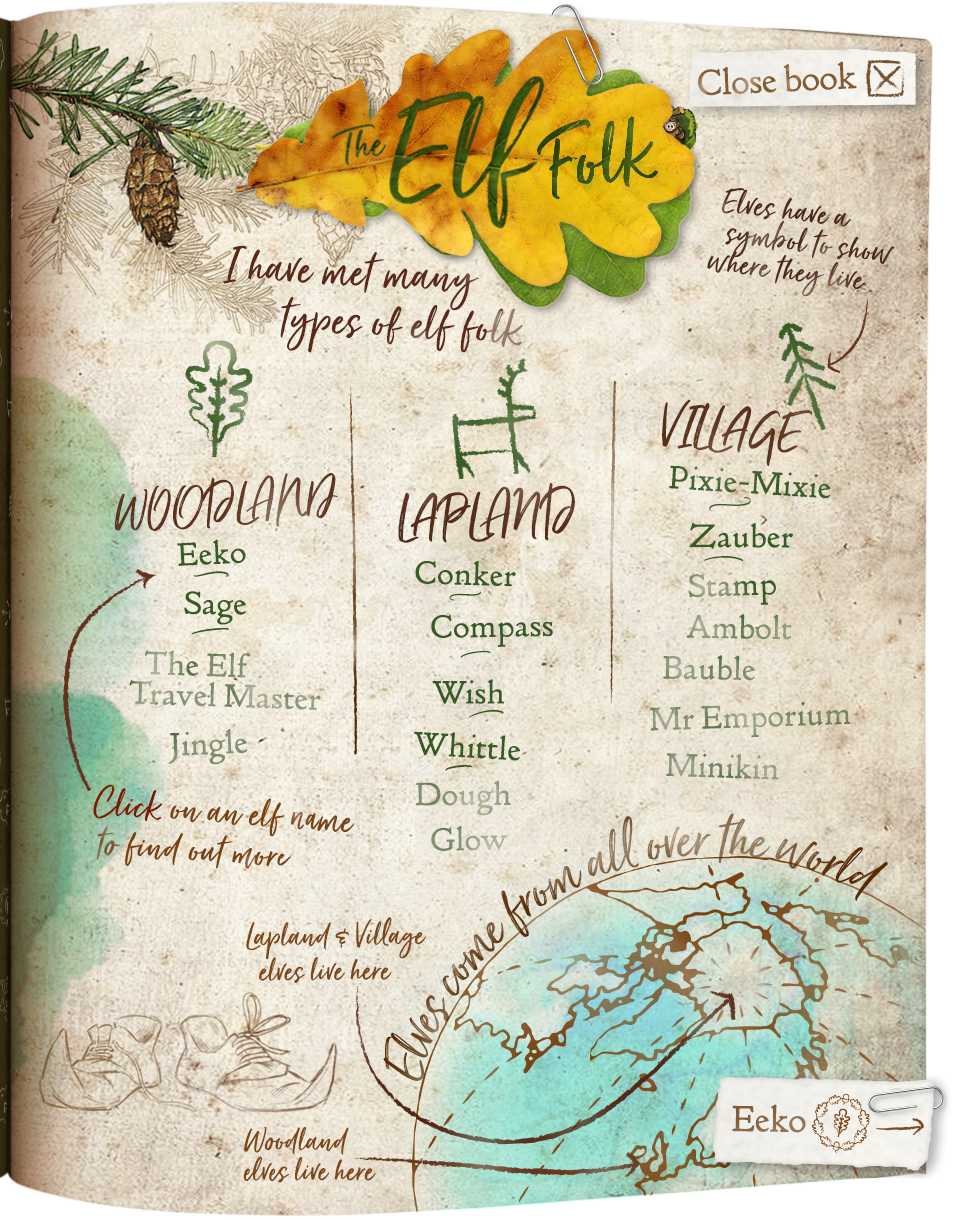 The Elf Folk
Close book
Elves have a
symbol to show
where they live.
I have met many
types of elf folk
WOODLAND
Eeko
Sage
The Elf
Travel Master
Jingle
LAPLAND
Conker
Compass
Wish
Whittle
Dough
Glow
VILLAGE
Pixie-Mixie
Zauber
Stamp
Ambolt
Bauble
Mr Emporium
Minikin
Click on an elf name
to find out more
Elves come from all over the world
Lapland & Village
elves live here
Woodland
elves live here
Eeko